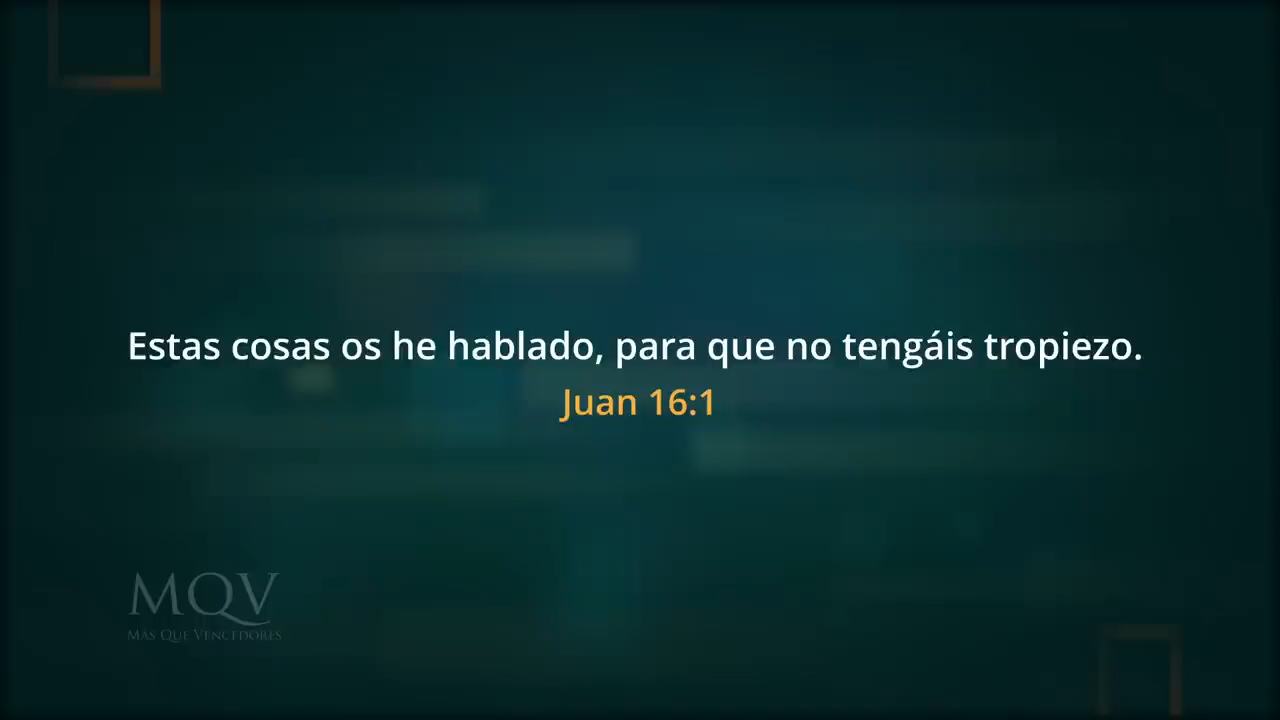 Estas cosas os he hablado, para que no tengáis tropiezo.
Juan 16:1
MQV
MÁS QUE VENCEDORES